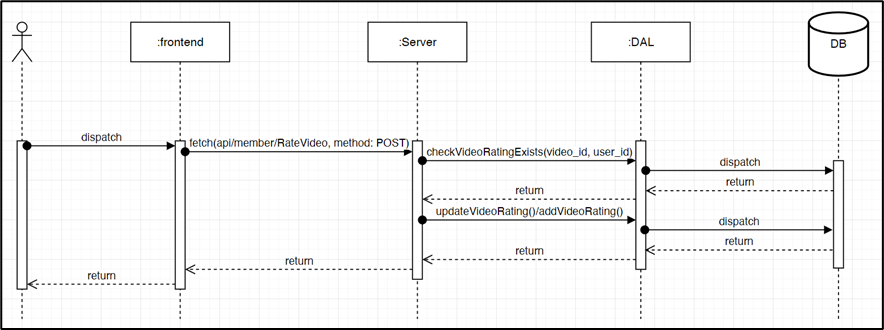 :frontend
:Server
:DAL
DB
dispatch
fetch(api/member/RateVideo, method: POST)
checkVideoRatingExists(video_id, user_id)
dispatch
return
return
updateVideoRating()/addVideoRating()
dispatch
return
return
return
return